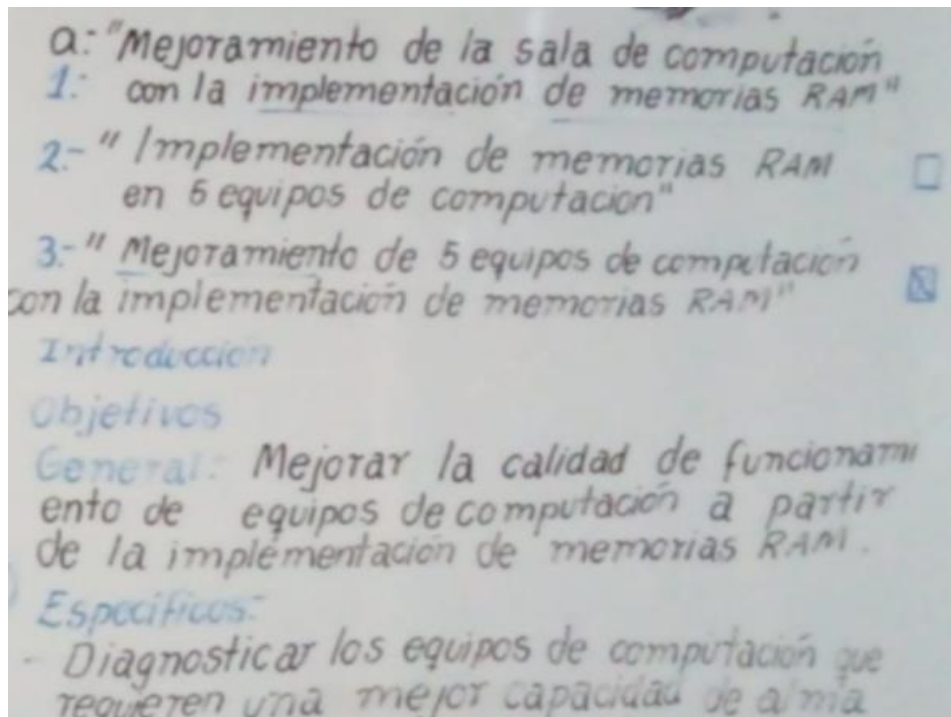 a: "Mejoramiento de la sala de computación
1: con la implementación de memorias RAM"
2.- "Implementación de memorias RAM
en 5 equipos de computacion"
3.- "Mejoramiento de 5 equipos de computación
con la implementación de memorias RAM"
Introducción
Objetivos
General: Mejorar la calidad de funcionami
ento de equipos de computación a partir
de la implementación de memorias RAM.
Específicos:
- Diagnosticar los equipos de computación que
requieren una mejor capacidad de